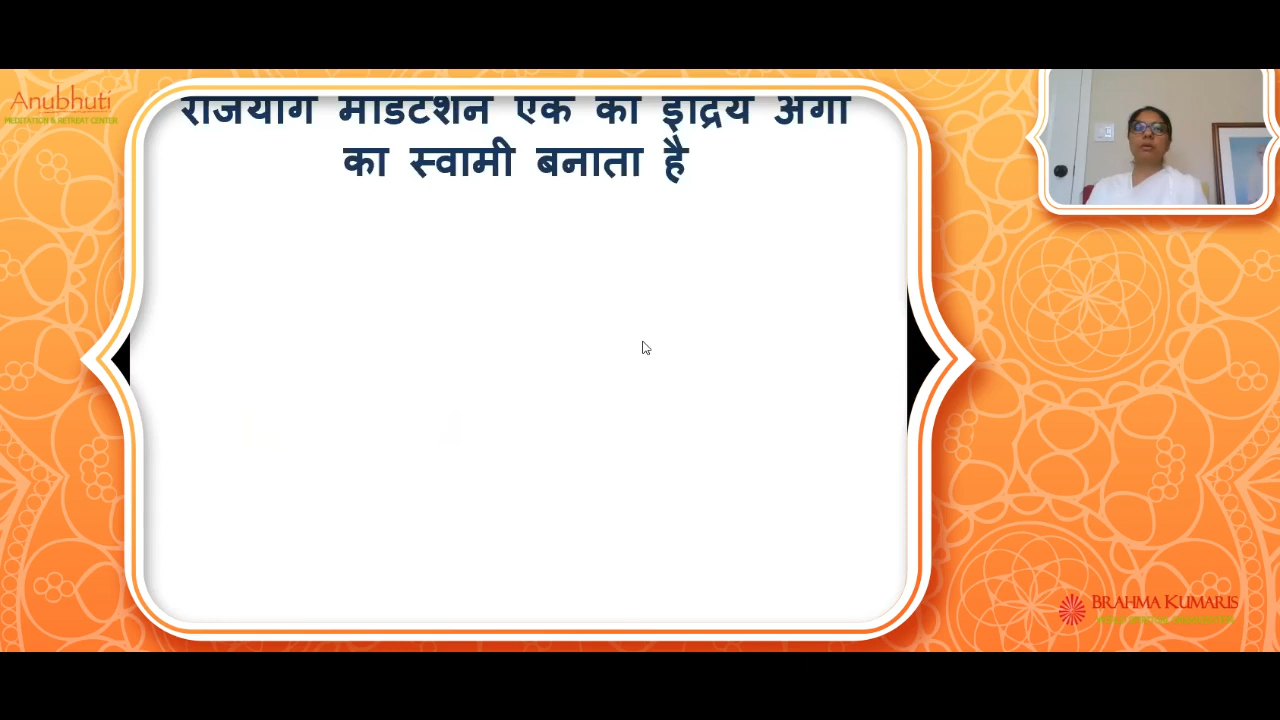 Anubhuti
MEDITATION & RETREAT CENTER
राजयोग मेडिटेशन एक को इंद्रिय अंगों
का स्वामी बनाता है
BRAHMA KUMARIS